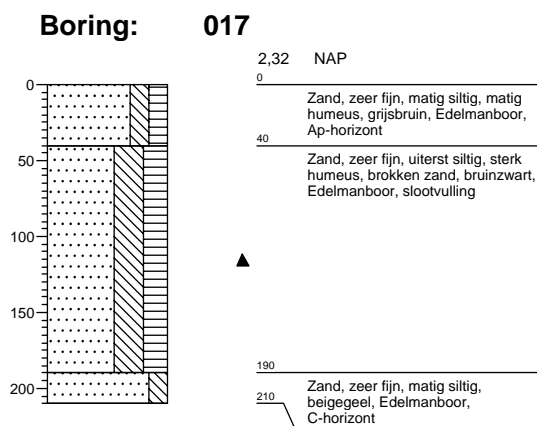 Boring: 017
2,32 NAP
0
Zand, zeer fijn, matig siltig, matig
humeus, grijsbruin, Edelmanboor,
Ap-horizont
40
Zand, zeer fijn, uiterst siltig, sterk
humeus, brokken zand, bruinzwart,
Edelmanboor, slootvulling
190
Zand, zeer fijn, matig siltig,
beigegeel, Edelmanboor,
C-horizont
210
0
50
100
150
200